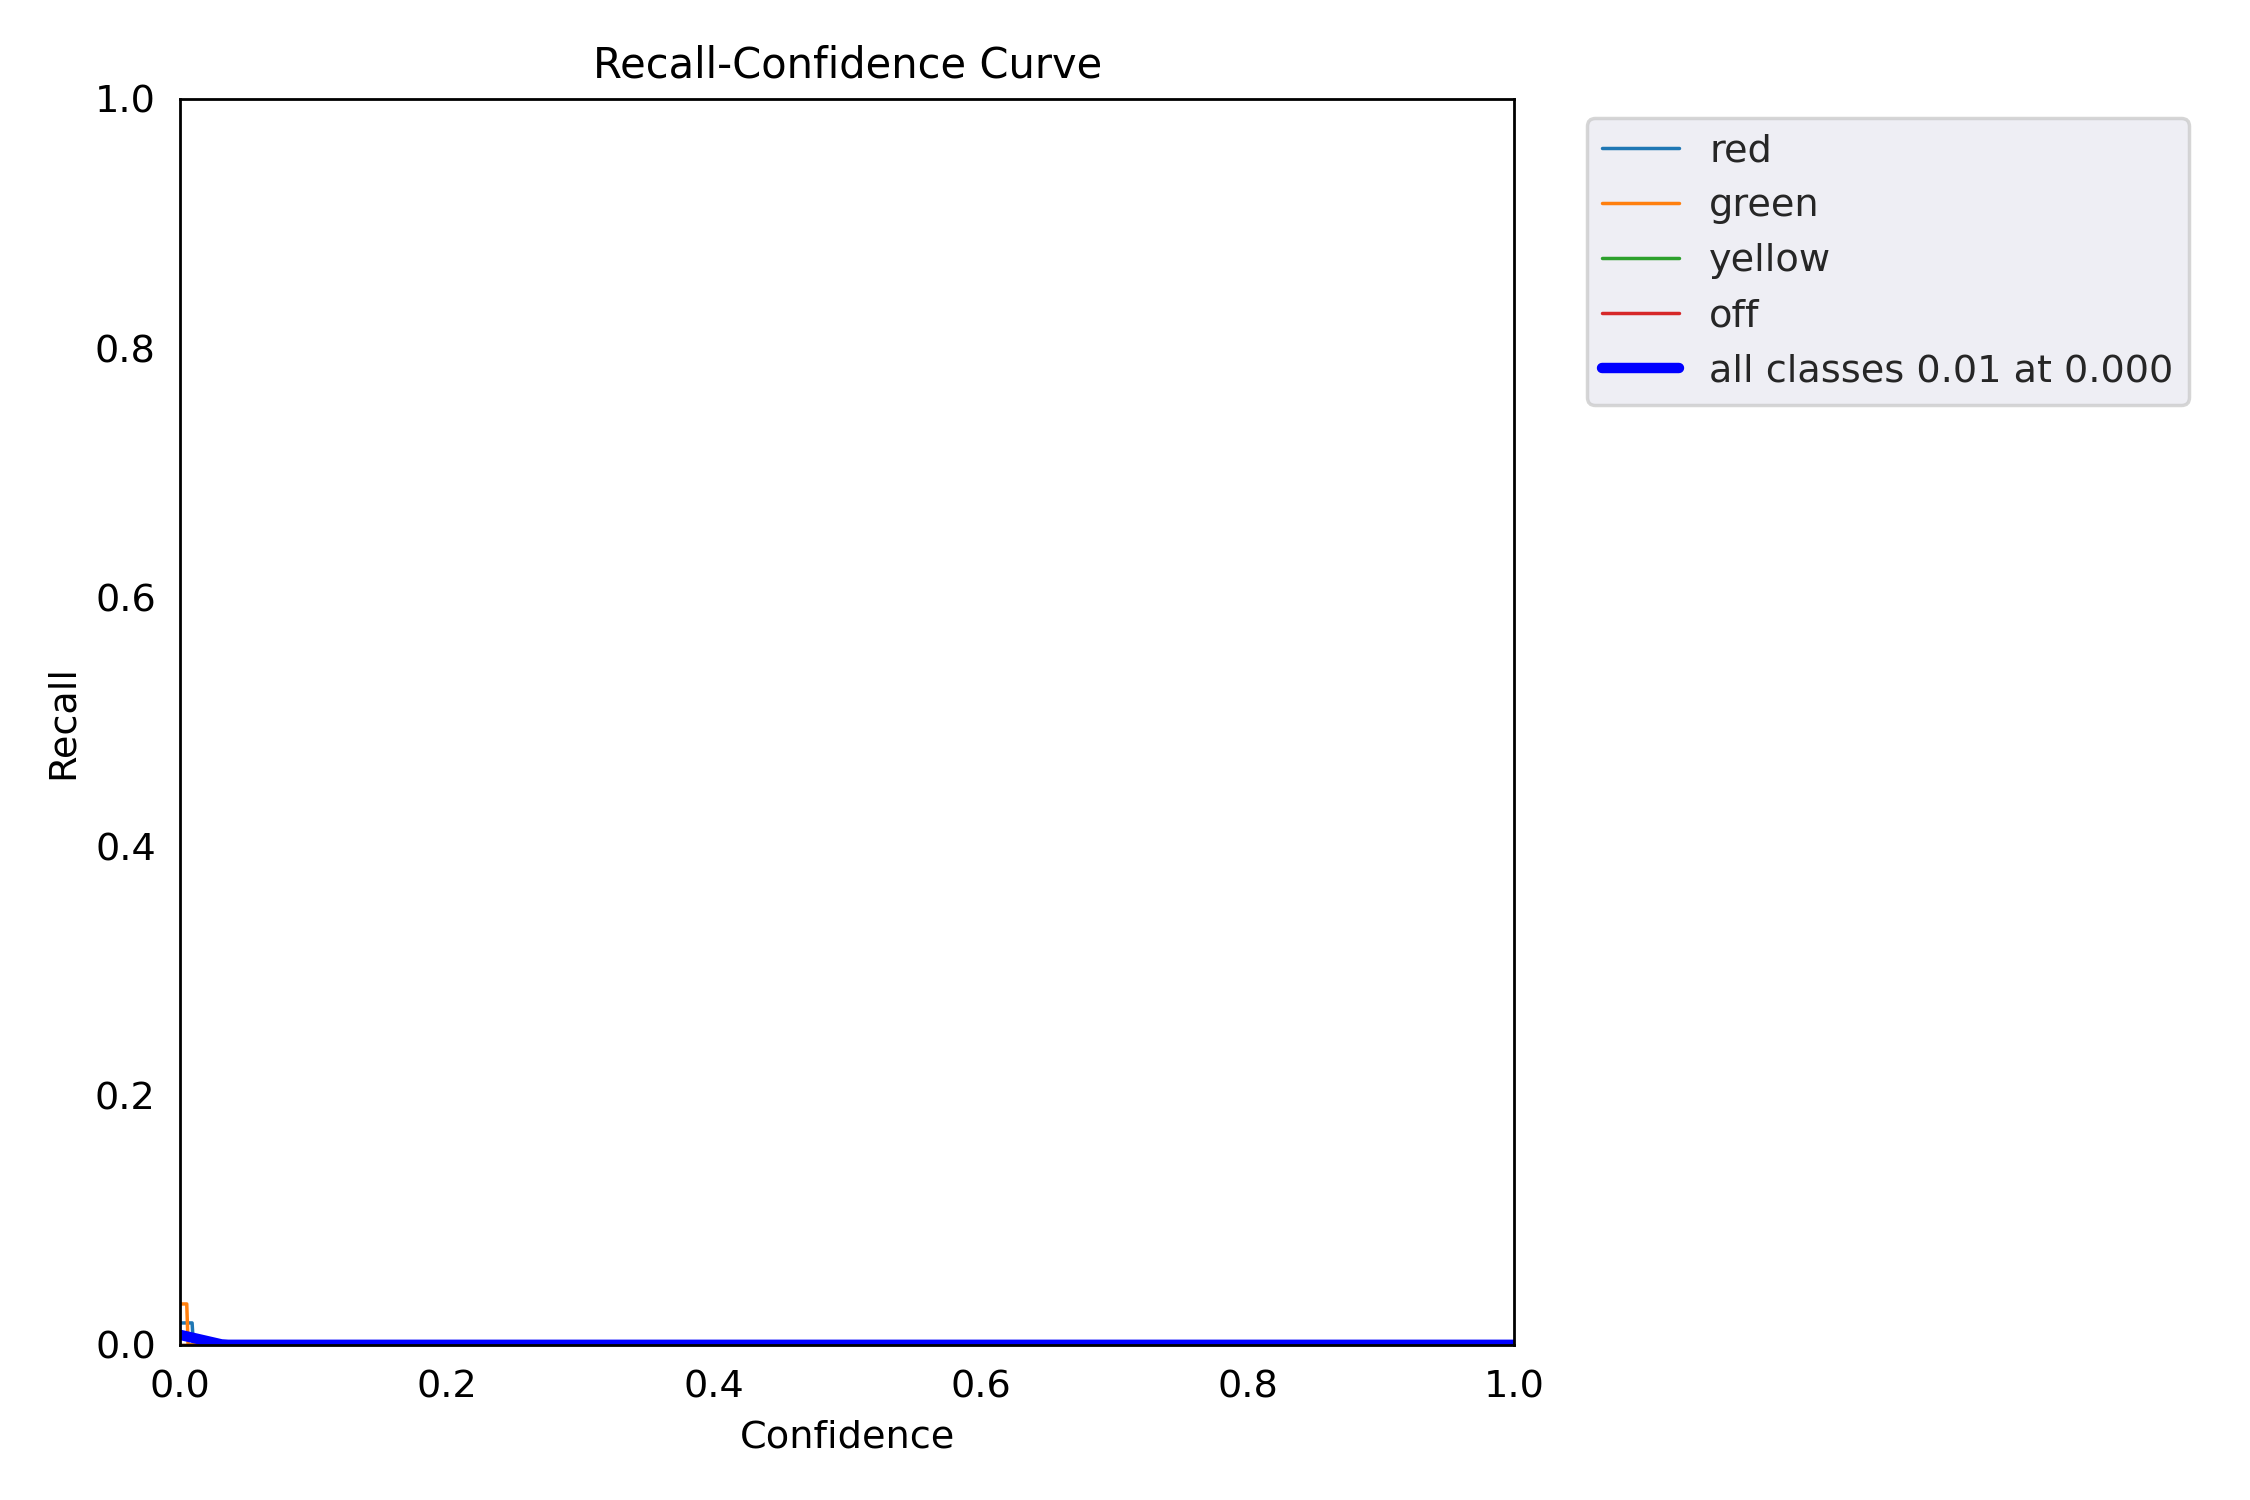 Recall-Confidence Curve
1.0
0.8
0.6
0.4
0.2
0.0
Recall
0.0 0.2 0.4 0.6 0.8 1.0
Confidence
red
green
yellow
off
all classes 0.01 at 0.000